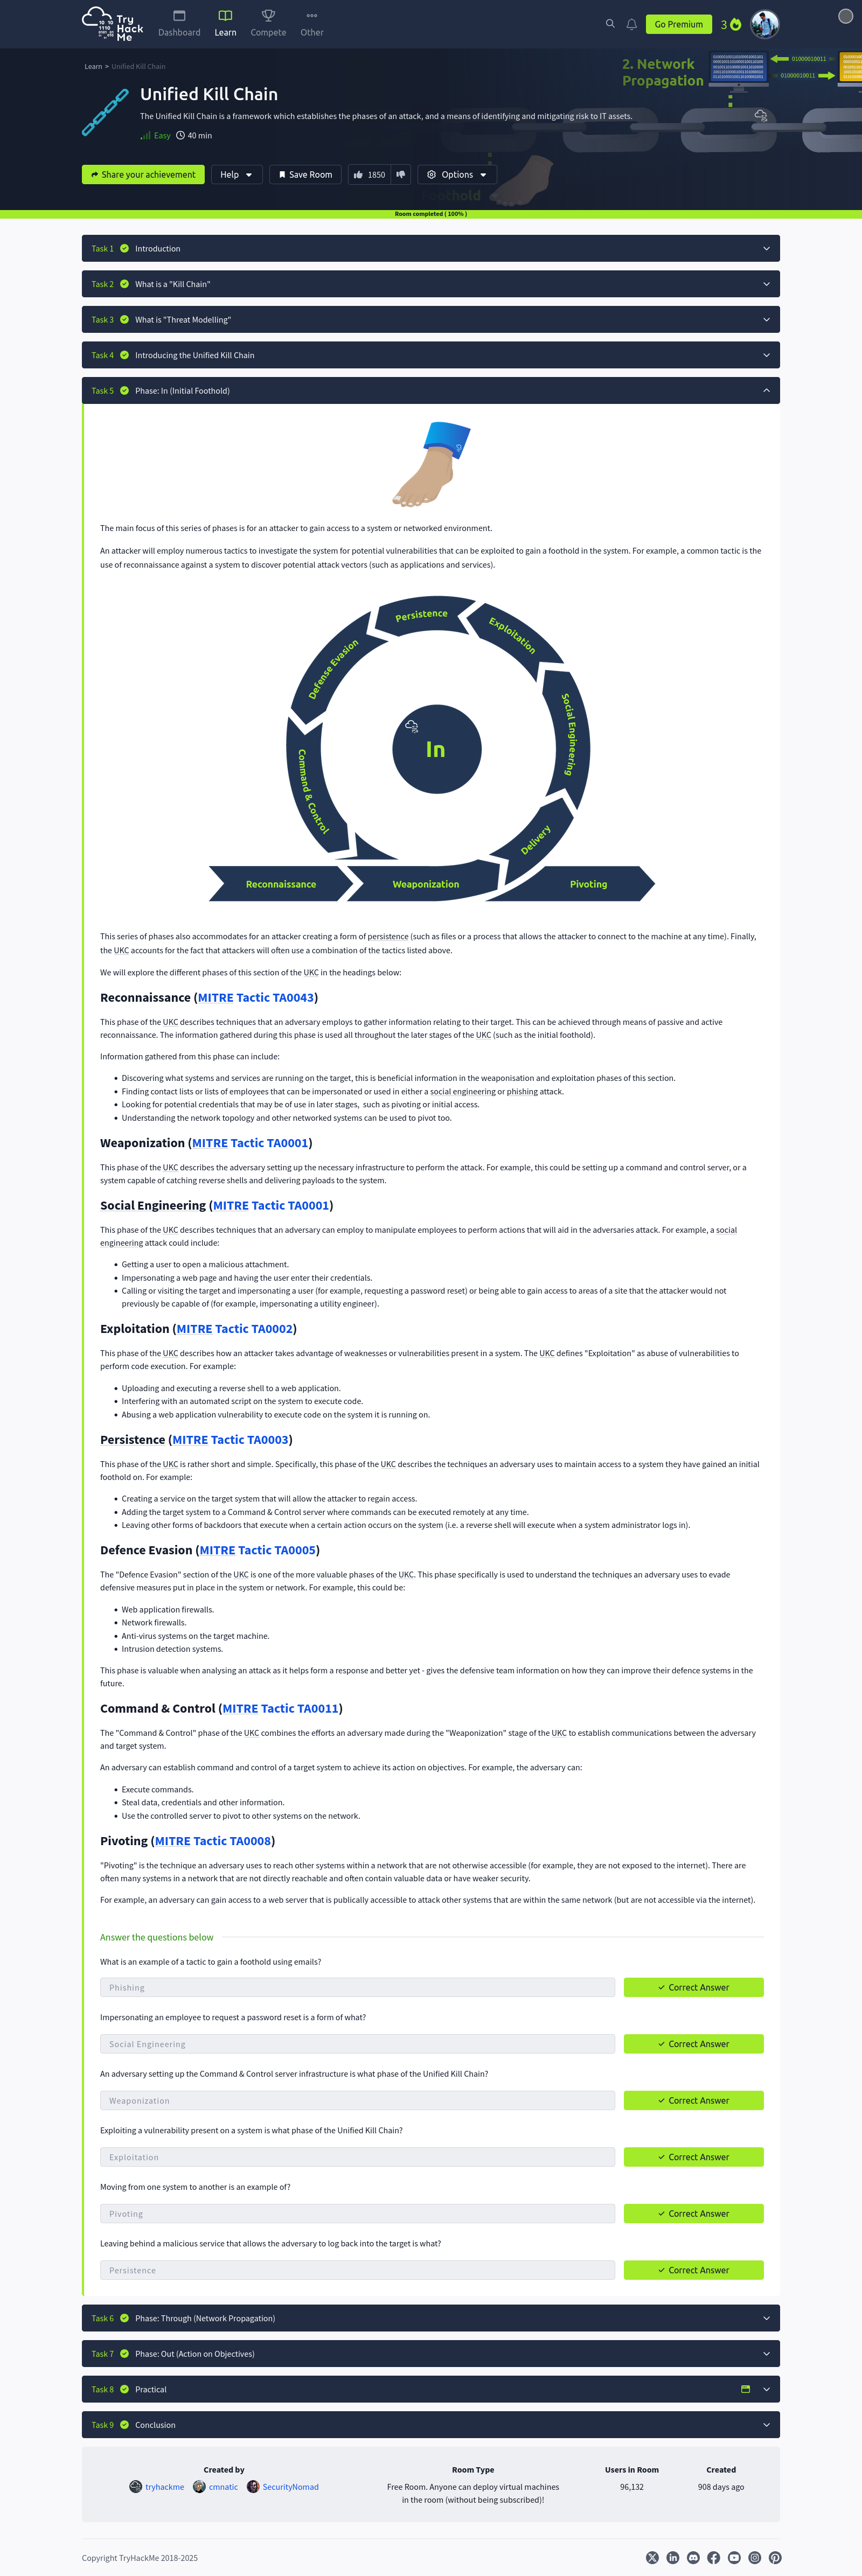 Try
Hack
Me
Dashboard
Learn
Compete
Other
Go Premium
3
Learn > Unified Kill Chain
2. Network
Propagation
Unified Kill Chain
The Unified Kill Chain is a framework which establishes the phases of an attack, and a means of identifying and mitigating risk to IT assets.
Easy 40 min
Share your achievement
Help
Save Room
1850
Options
Room completed ( 100% )
Task 1 Introduction
Task 2 What is a "Kill Chain"
Task 3 What is "Threat Modelling"
Task 4 Introducing the Unified Kill Chain
Task 5 Phase: In (Initial Foothold)
The main focus of this series of phases is for an attacker to gain access to a system or networked environment.
An attacker will employ numerous tactics to investigate the system for potential vulnerabilities that can be exploited to gain a foothold in the system. For example, a common tactic is the
use of reconnaissance against a system to discover potential attack vectors (such as applications and services).
Persistence
Exploitation
Defense Evasion
Social Engineering
In
Command & Control
Delivery
Reconnaissance
Weaponization
Pivoting
This series of phases also accommodates for an attacker creating a form of persistence (such as files or a process that allows the attacker to connect to the machine at any time). Finally,
the UKC accounts for the fact that attackers will often use a combination of the tactics listed above.
We will explore the different phases of this section of the UKC in the headings below:
Reconnaissance (MITRE Tactic TA0043)
This phase of the UKC describes techniques that an adversary employs to gather information relating to their target. This can be achieved through means of passive and active
reconnaissance. The information gathered during this phase is used all throughout the later stages of the UKC (such as the initial foothold).
Information gathered from this phase can include:
• Discovering what systems and services are running on the target, this is beneficial information in the weaponisation and exploitation phases of this section.
• Finding contact lists or lists of employees that can be impersonated or used in either a social engineering or phishing attack.
• Looking for potential credentials that may be of use in later stages,  such as pivoting or initial access.
• Understanding the network topology and other networked systems can be used to pivot too.
Weaponization (MITRE Tactic TA0001)
This phase of the UKC describes the adversary setting up the necessary infrastructure to perform the attack. For example, this could be setting up a command and control server, or a
system capable of catching reverse shells and delivering payloads to the system.
Social Engineering (MITRE Tactic TA0001)
This phase of the UKC describes techniques that an adversary can employ to manipulate employees to perform actions that will aid in the adversaries attack. For example, a social
engineering attack could include:
• Getting a user to open a malicious attachment.
• Impersonating a web page and having the user enter their credentials.
• Calling or visiting the target and impersonating a user (for example, requesting a password reset) or being able to gain access to areas of a site that the attacker would not
previously be capable of (for example, impersonating a utility engineer).
Exploitation (MITRE Tactic TA0002)
This phase of the UKC describes how an attacker takes advantage of weaknesses or vulnerabilities present in a system. The UKC defines "Exploitation" as abuse of vulnerabilities to
perform code execution. For example:
• Uploading and executing a reverse shell to a web application.
• Interfering with an automated script on the system to execute code.
• Abusing a web application vulnerability to execute code on the system it is running on.
Persistence (MITRE Tactic TA0003)
This phase of the UKC is rather short and simple. Specifically, this phase of the UKC describes the techniques an adversary uses to maintain access to a system they have gained an initial
foothold on. For example:
• Creating a service on the target system that will allow the attacker to regain access.
• Adding the target system to a Command & Control server where commands can be executed remotely at any time.
• Leaving other forms of backdoors that execute when a certain action occurs on the system (i.e. a reverse shell will execute when a system administrator logs in).
Defence Evasion (MITRE Tactic TA0005)
The "Defence Evasion" section of the UKC is one of the more valuable phases of the UKC. This phase specifically is used to understand the techniques an adversary uses to evade
defensive measures put in place in the system or network. For example, this could be:
• Web application firewalls.
• Network firewalls.
• Anti-virus systems on the target machine.
• Intrusion detection systems.
This phase is valuable when analysing an attack as it helps form a response and better yet - gives the defensive team information on how they can improve their defence systems in the
future.
Command & Control (MITRE Tactic TA0011)
The "Command & Control" phase of the UKC combines the efforts an adversary made during the "Weaponization" stage of the UKC to establish communications between the adversary
and target system.
An adversary can establish command and control of a target system to achieve its action on objectives. For example, the adversary can:
• Execute commands.
• Steal data, credentials and other information.
• Use the controlled server to pivot to other systems on the network.
Pivoting (MITRE Tactic TA0008)
"Pivoting" is the technique an adversary uses to reach other systems within a network that are not otherwise accessible (for example, they are not exposed to the internet). There are
often many systems in a network that are not directly reachable and often contain valuable data or have weaker security.
For example, an adversary can gain access to a web server that is publically accessible to attack other systems that are within the same network (but are not accessible via the internet).
Answer the questions below
What is an example of a tactic to gain a foothold using emails?
Phishing
Correct Answer
Impersonating an employee to request a password reset is a form of what?
Social Engineering
Correct Answer
An adversary setting up the Command & Control server infrastructure is what phase of the Unified Kill Chain?
Weaponization
Correct Answer
Exploiting a vulnerability present on a system is what phase of the Unified Kill Chain?
Exploitation
Correct Answer
Moving from one system to another is an example of?
Pivoting
Correct Answer
Leaving behind a malicious service that allows the adversary to log back into the target is what?
Persistence
Correct Answer
Task 6 Phase: Through (Network Propagation)
Task 7 Phase: Out (Action on Objectives)
Task 8 Practical
Task 9 Conclusion
Created by
tryhackme cmnatic SecurityNomad
Room Type
Free Room. Anyone can deploy virtual machines
in the room (without being subscribed)!
Users in Room
96,132
Created
908 days ago
Copyright TryHackMe 2018-2025